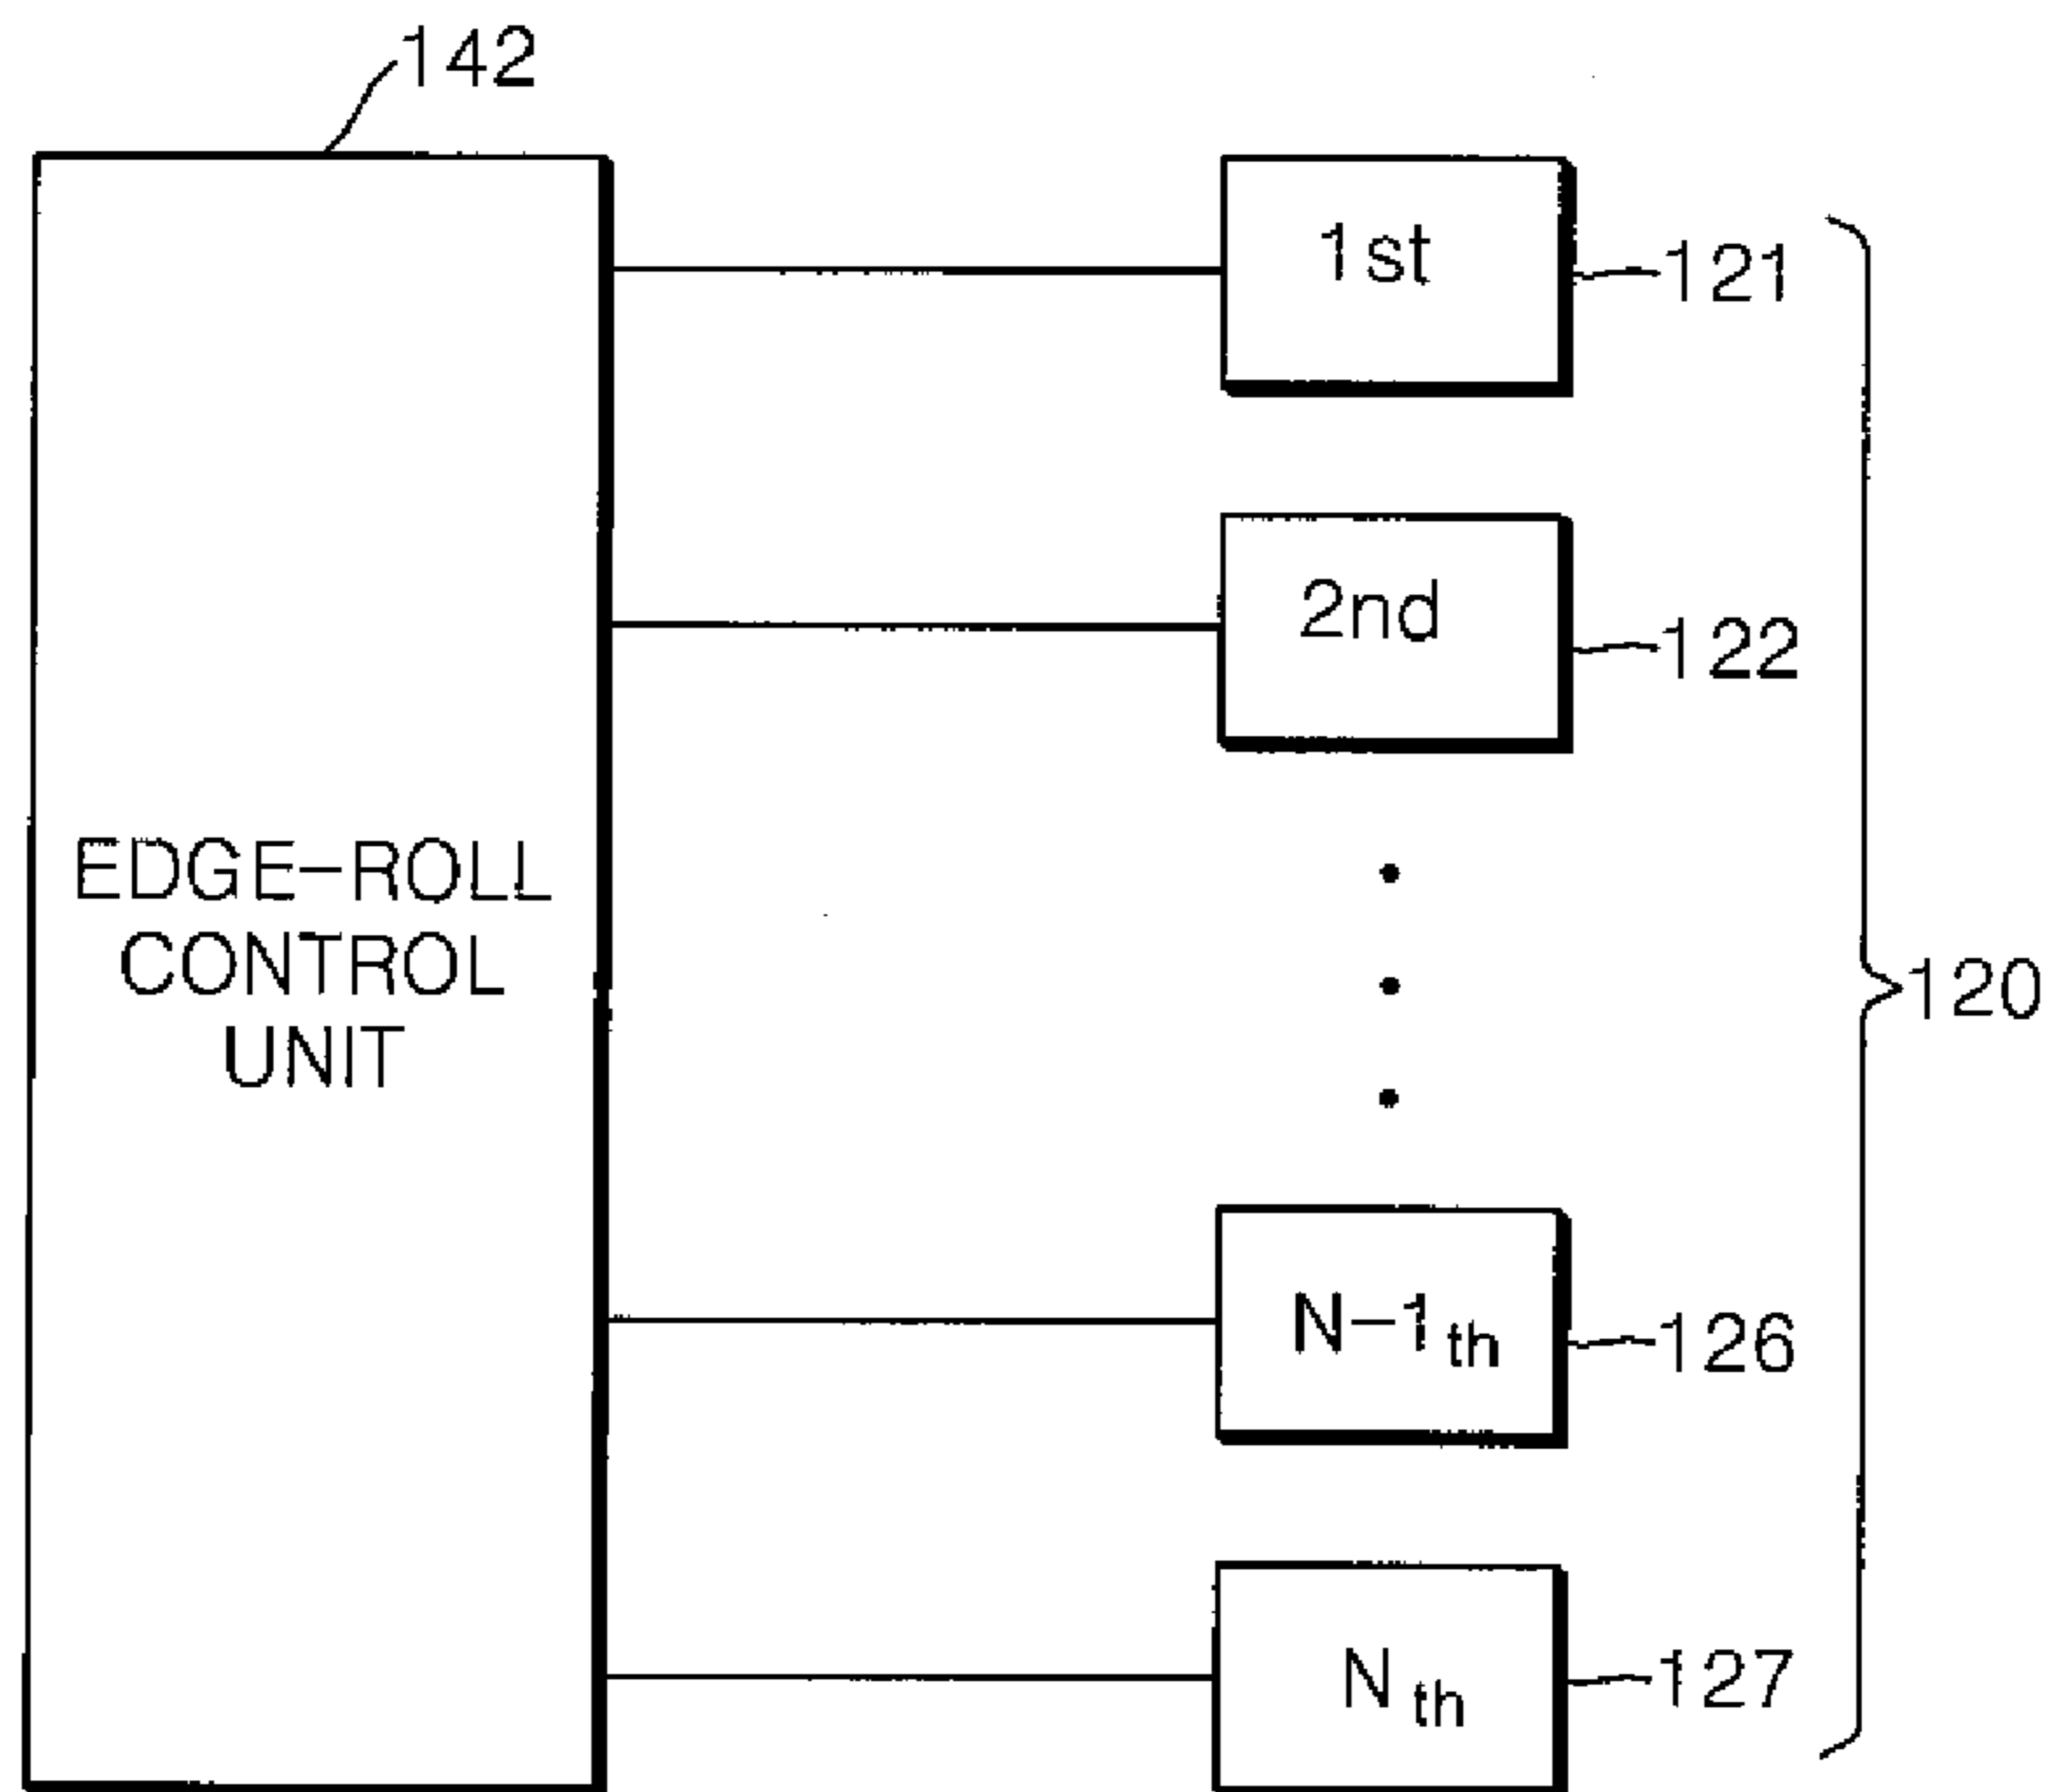 142
1st
121
2nd
122
EDGE-ROLL
CONTROL
UNIT
120
N-1th
126
Nth
127